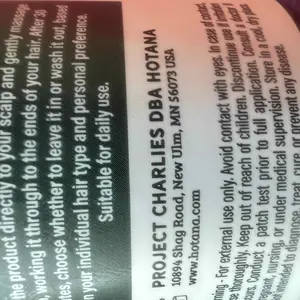 the product directly to your scalp and gently massage
working it through to the ends of your hair. After 30
choose whether to leave it in or wash it out, based
your individual hair type and personal preference.
Suitable for daily use.
PROJECT CHARLIES DBA HOTANA
10894 Shag Road, New Ulm, MN 56073 USA
www.hotana.com
For external use only. Avoid contact with eyes. In case of contact,
thoroughly. Keep out of reach of children. Discontinue use if
Conduct a patch test prior to full application. Consult a
nursing, or under medical supervision. Store in a cool, dry
to diagnose, treat, cure, or prevent any disease.